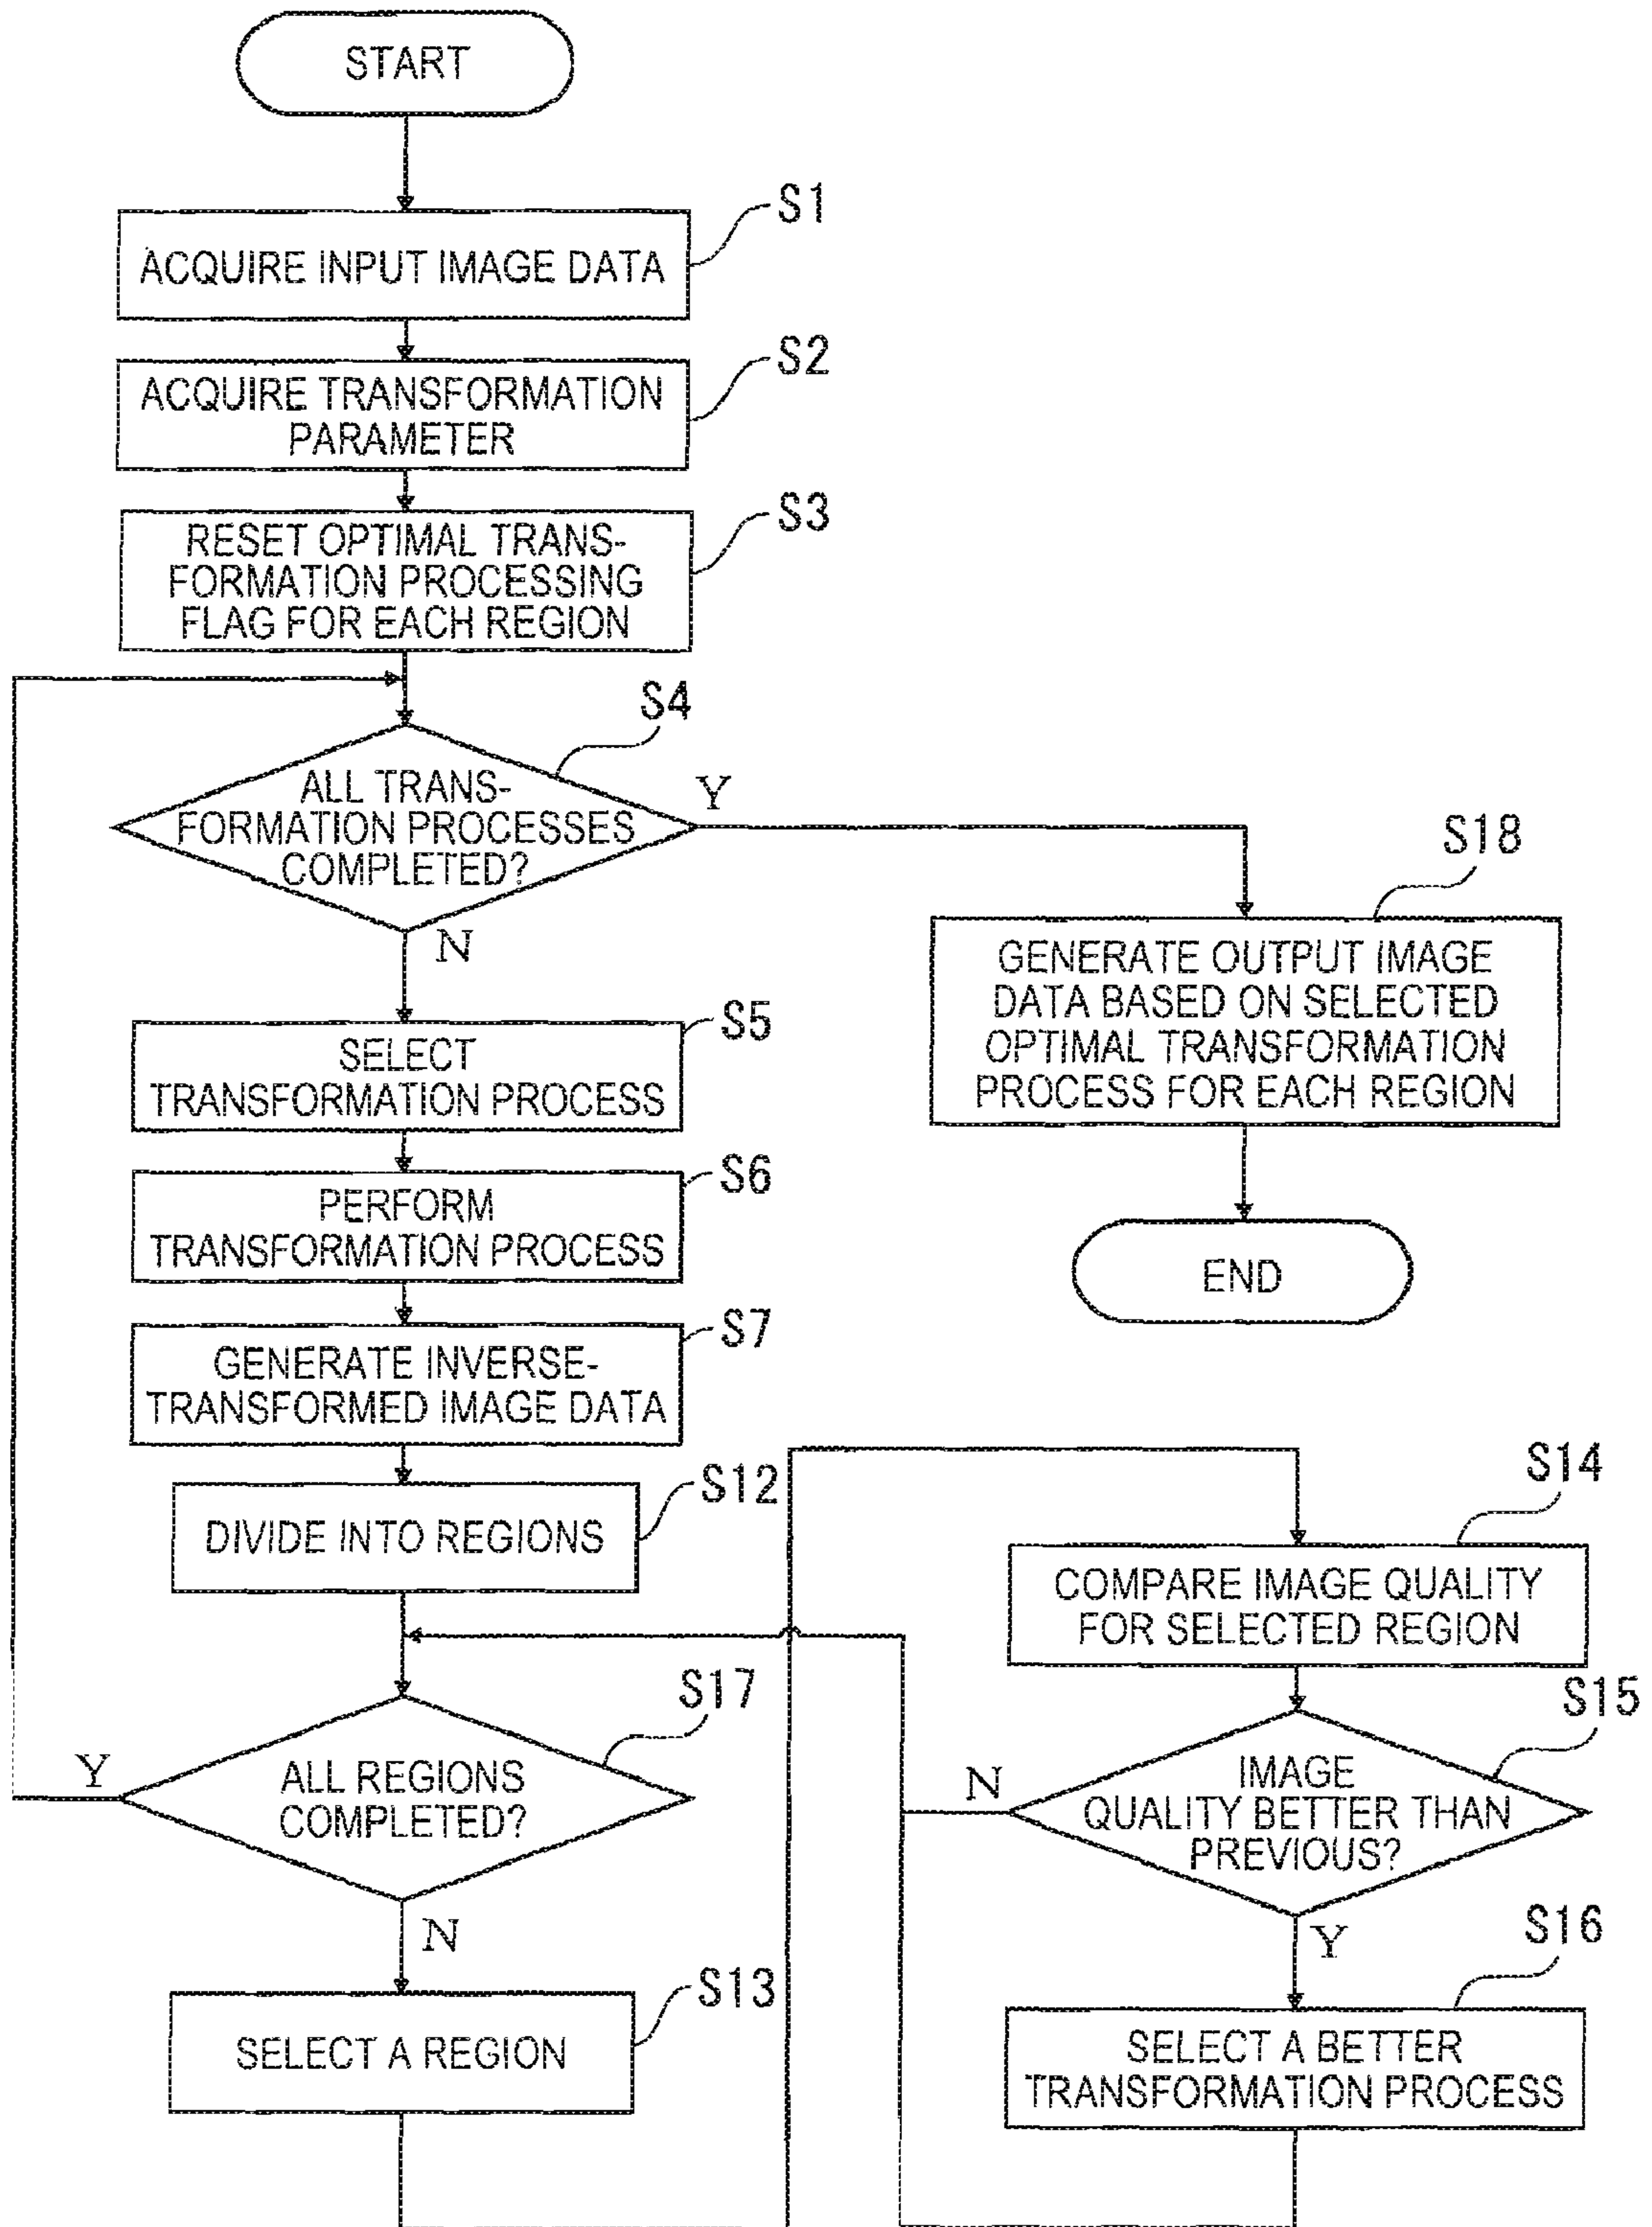 START
S1
ACQUIRE INPUT IMAGE DATA
S2
ACQUIRE TRANSFORMATION
PARAMETER
S3
RESET OPTIMAL TRANS-
FORMATION PROCESSING
FLAG FOR EACH REGION
S4
ALL TRANS-
FORMATION PROCESSES
COMPLETED?
Y
N
S18
GENERATE OUTPUT IMAGE
DATA BASED ON SELECTED
OPTIMAL TRANSFORMATION
PROCESS FOR EACH REGION
END
S5
SELECT
TRANSFORMATION PROCESS
S6
PERFORM
TRANSFORMATION PROCESS
S7
GENERATE INVERSE-
TRANSFORMED IMAGE DATA
S12
DIVIDE INTO REGIONS
S17
ALL REGIONS
COMPLETED?
Y
N
S13
SELECT A REGION
S14
COMPARE IMAGE QUALITY
FOR SELECTED REGION
S15
IMAGE
QUALITY BETTER THAN
PREVIOUS?
N
Y
S16
SELECT A BETTER
TRANSFORMATION PROCESS